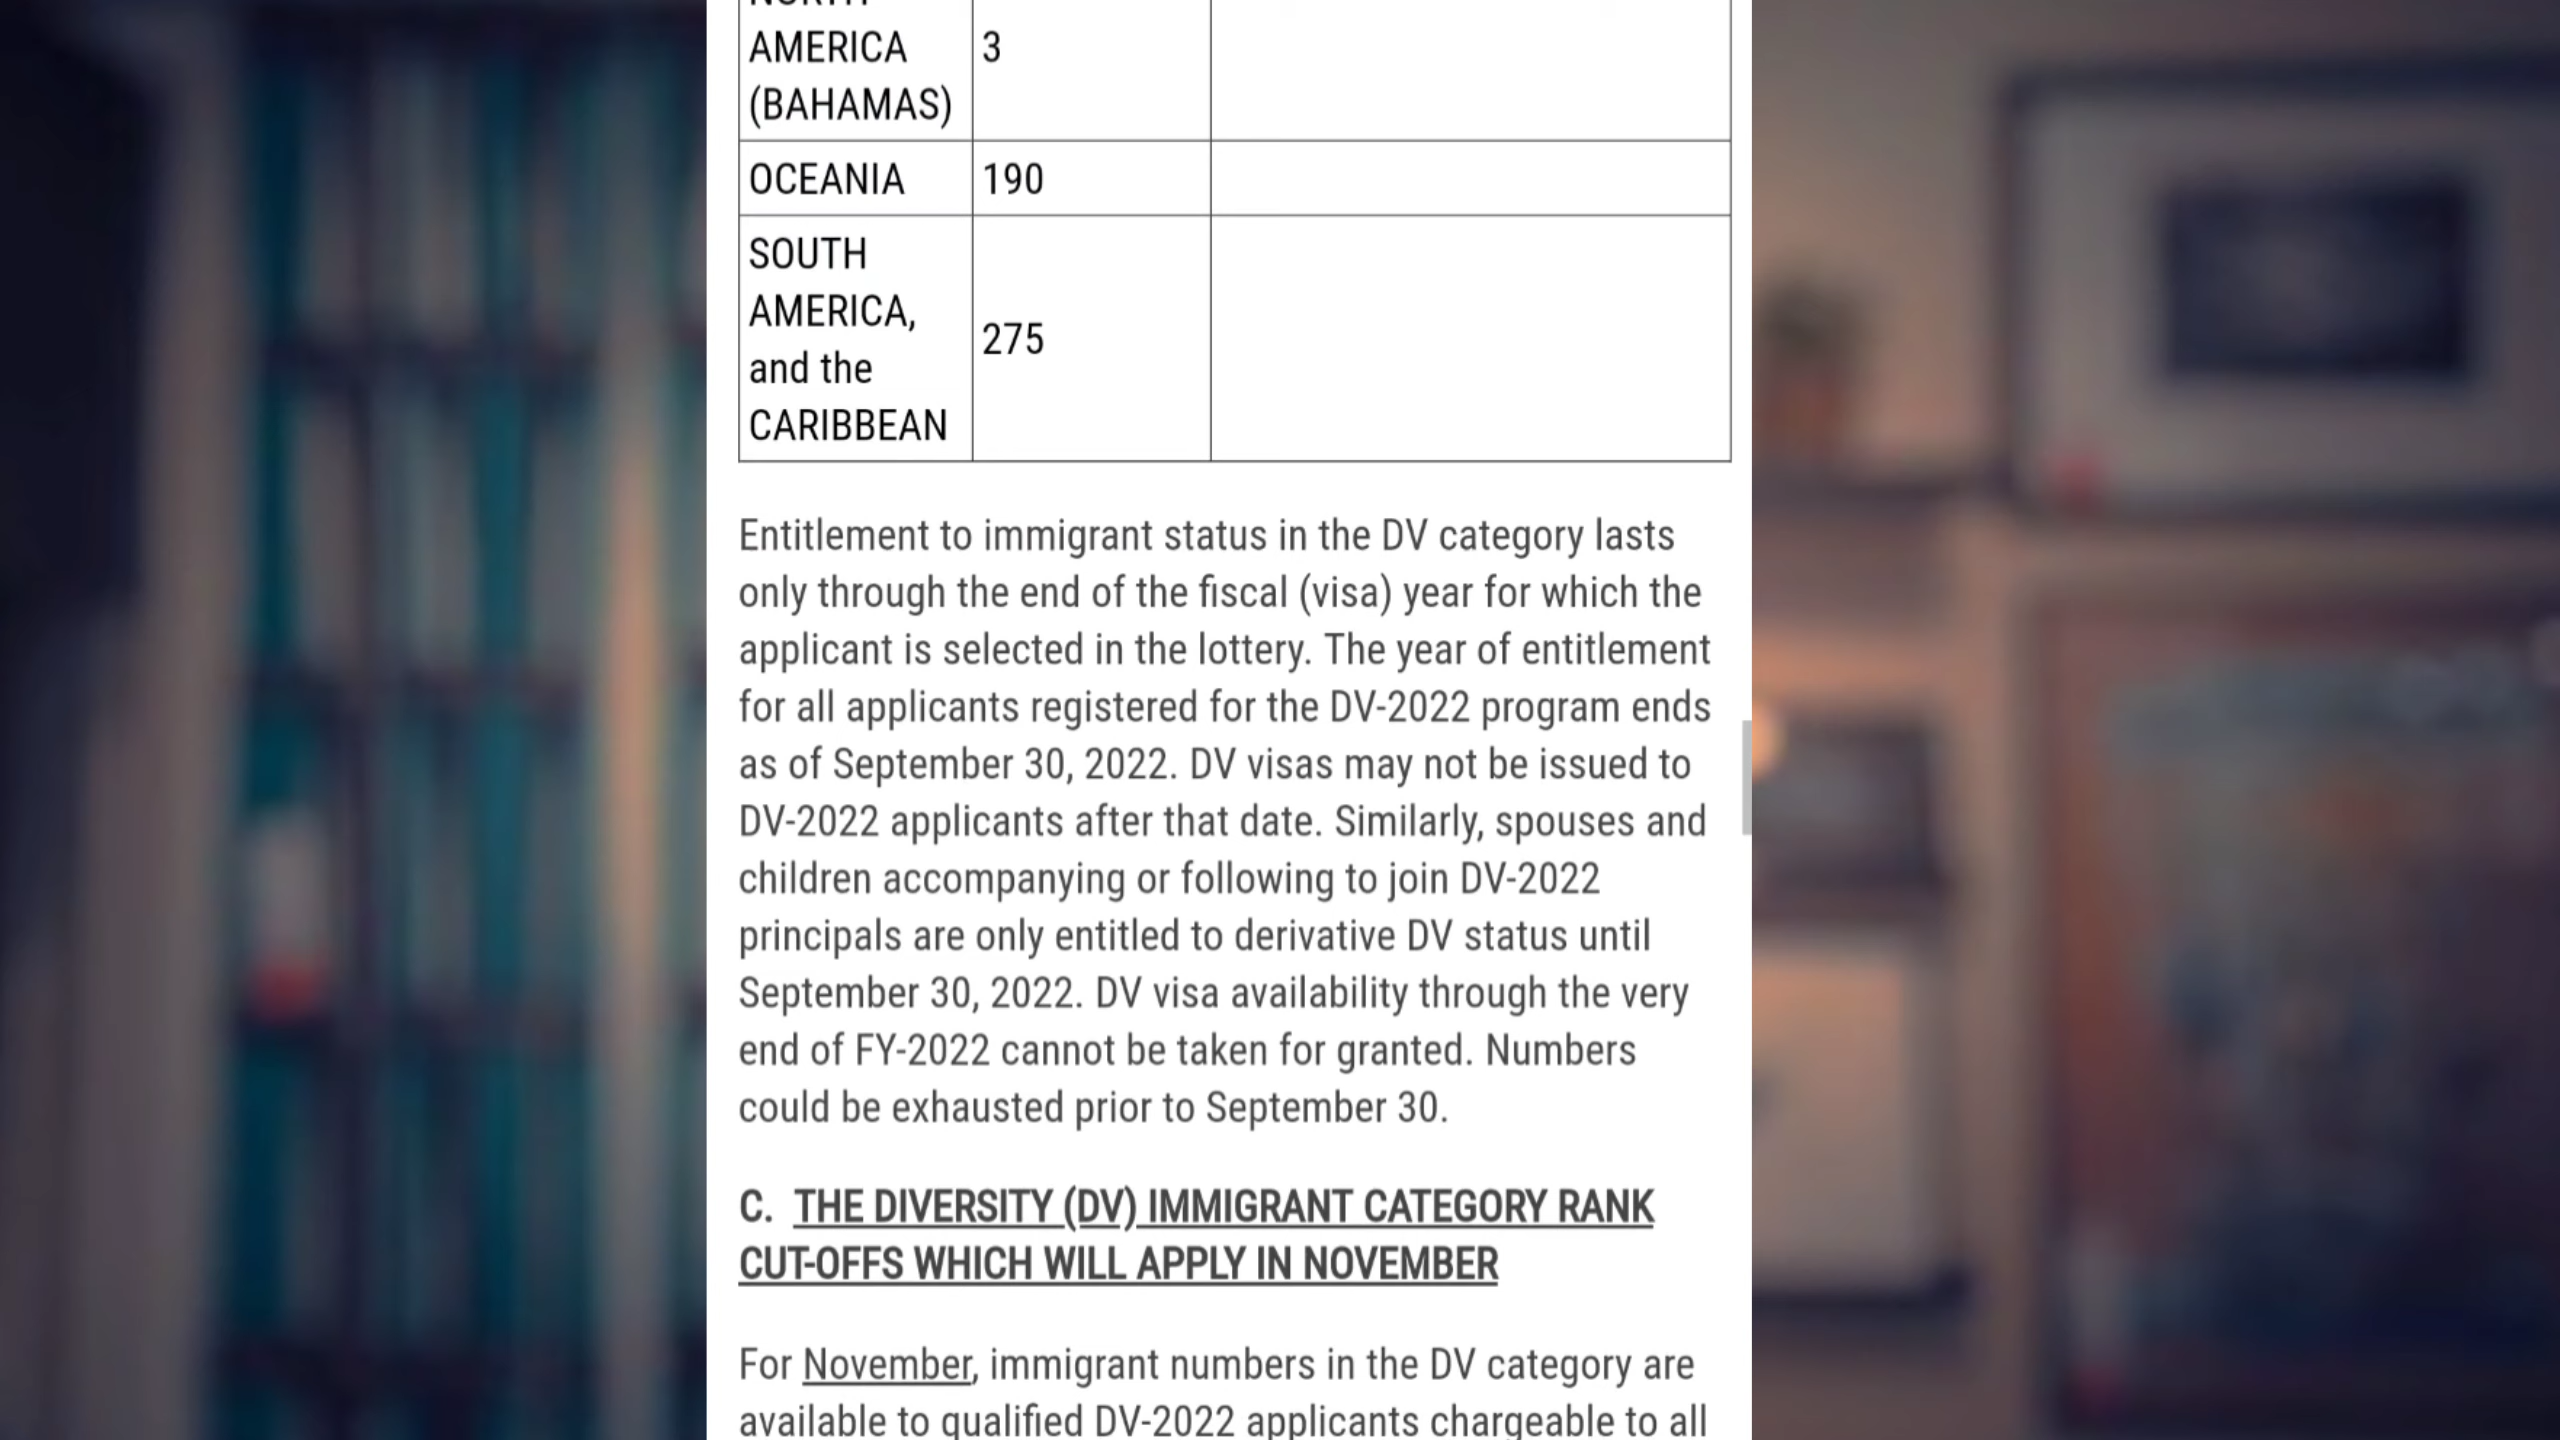 AMERICA
(BAHAMAS)
3
OCEANIA
190
SOUTH
AMERICA,
and the
CARIBBEAN
275
Entitlement to immigrant status in the DV category lasts
only through the end of the fiscal (visa) year for which the
applicant is selected in the lottery. The year of entitlement
for all applicants registered for the DV-2022 program ends
as of September 30, 2022. DV visas may not be issued to
DV-2022 applicants after that date. Similarly, spouses and
children accompanying or following to join DV-2022
principals are only entitled to derivative DV status until
September 30, 2022. DV visa availability through the very
end of FY-2022 cannot be taken for granted. Numbers
could be exhausted prior to September 30.
C. THE DIVERSITY (DV) IMMIGRANT CATEGORY RANK
CUT-OFFS WHICH WILL APPLY IN NOVEMBER
For November, immigrant numbers in the DV category are
available to qualified DV-2022 applicants chargeable to all